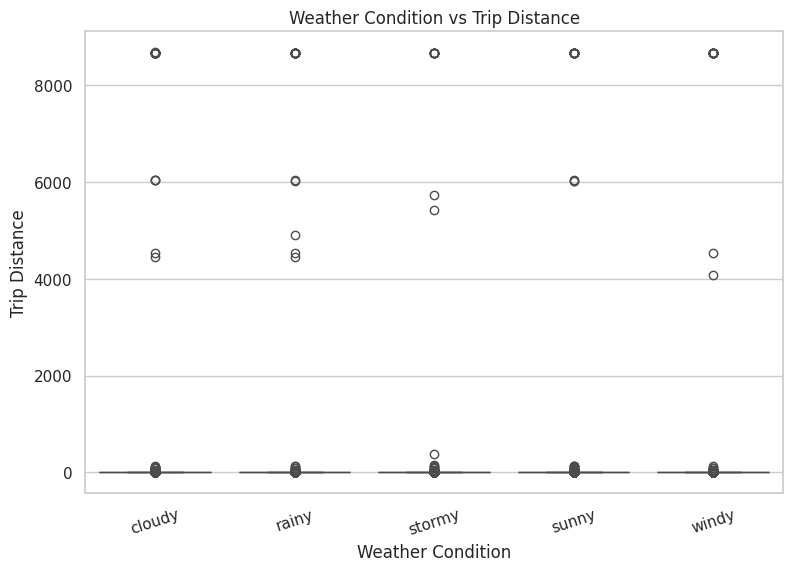 Weather Condition vs Trip Distance
Trip Distance
8000
6000
4000
2000
0
cloudy
rainy
stormy
sunny
windy
Weather Condition